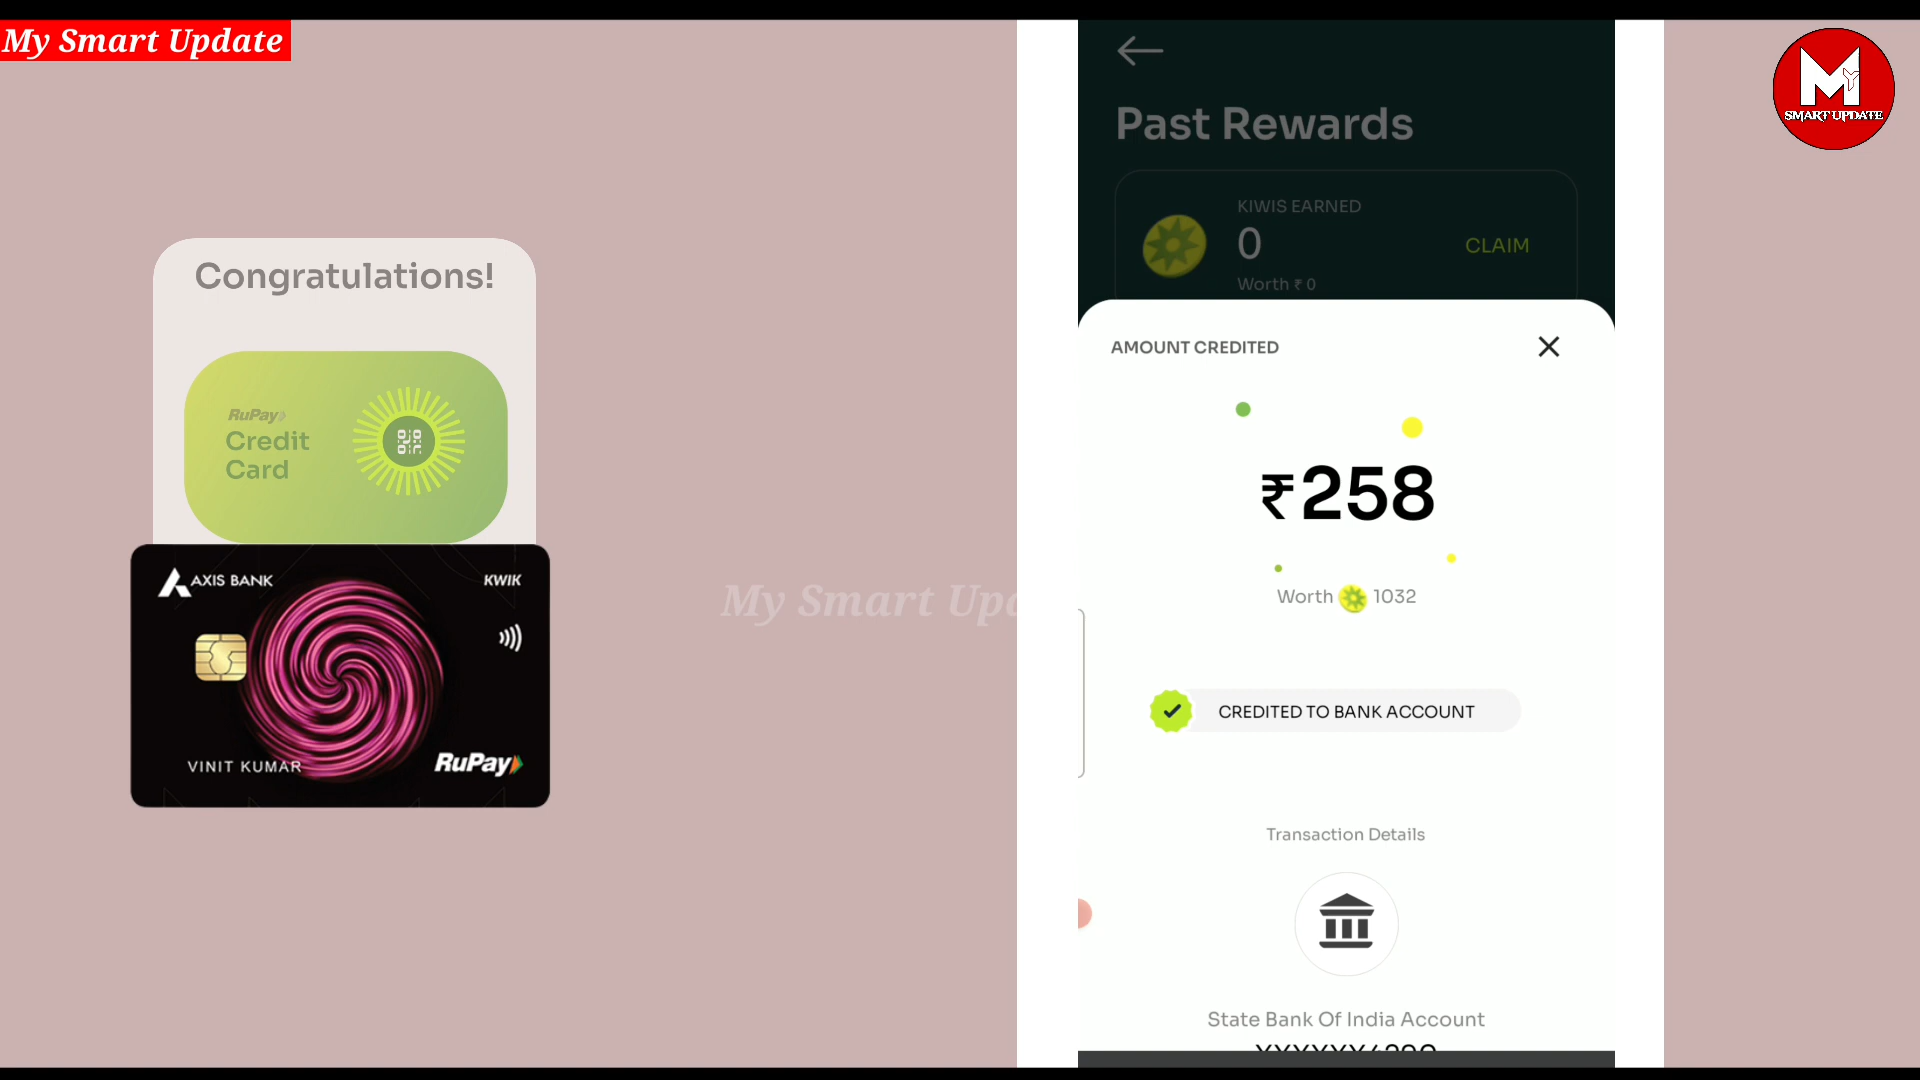 My Smart Update
MY
SMART UPDATE
Congratulations!
RuPay
Credit
Card
AXIS BANK
KWIK
VINIT KUMAR
RuPay
My Smart Upd
Past Rewards
KIWIS EARNED
0
CLAIM
Worth ₹ 0
AMOUNT CREDITED
₹258
Worth 1032
CREDITED TO BANK ACCOUNT
Transaction Details
State Bank Of India Account